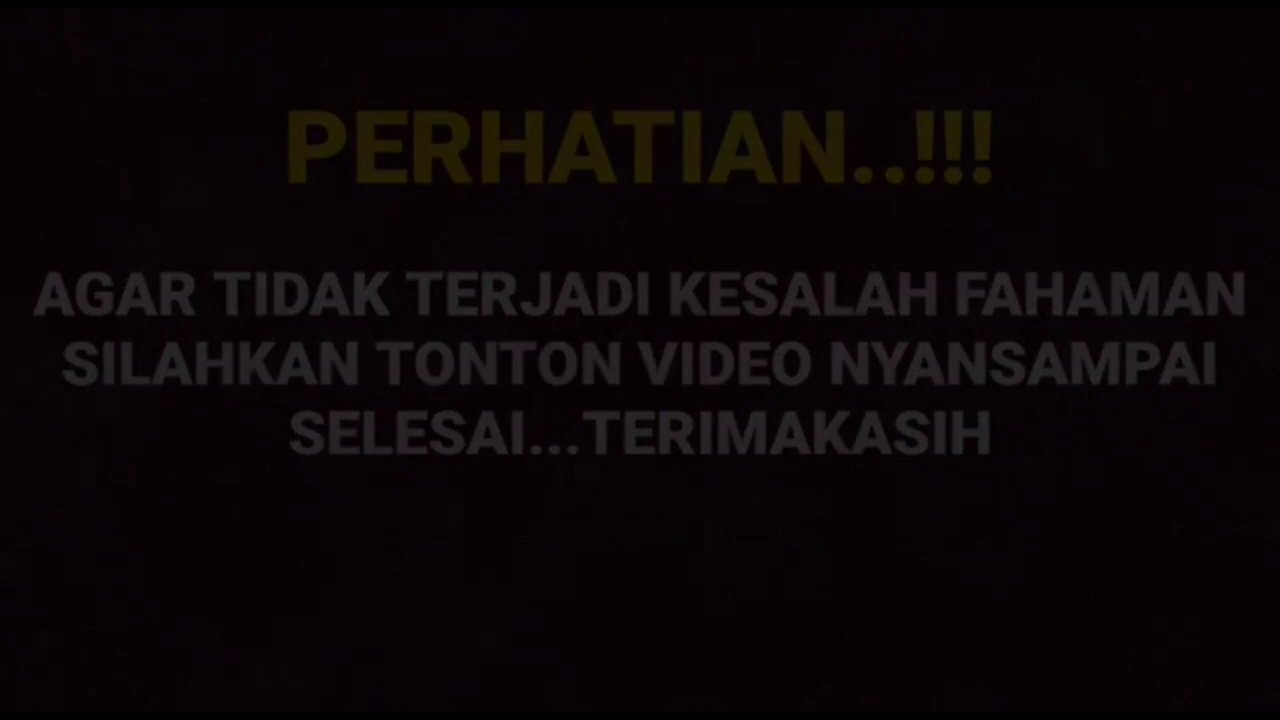 PERHATIAN..!!!
AGAR TIDAK TERJADI KESALAH FAHAMAN
SILAHKAN TONTON VIDEO NYANSAMPAI
SELESAI...TERIMAKASIH